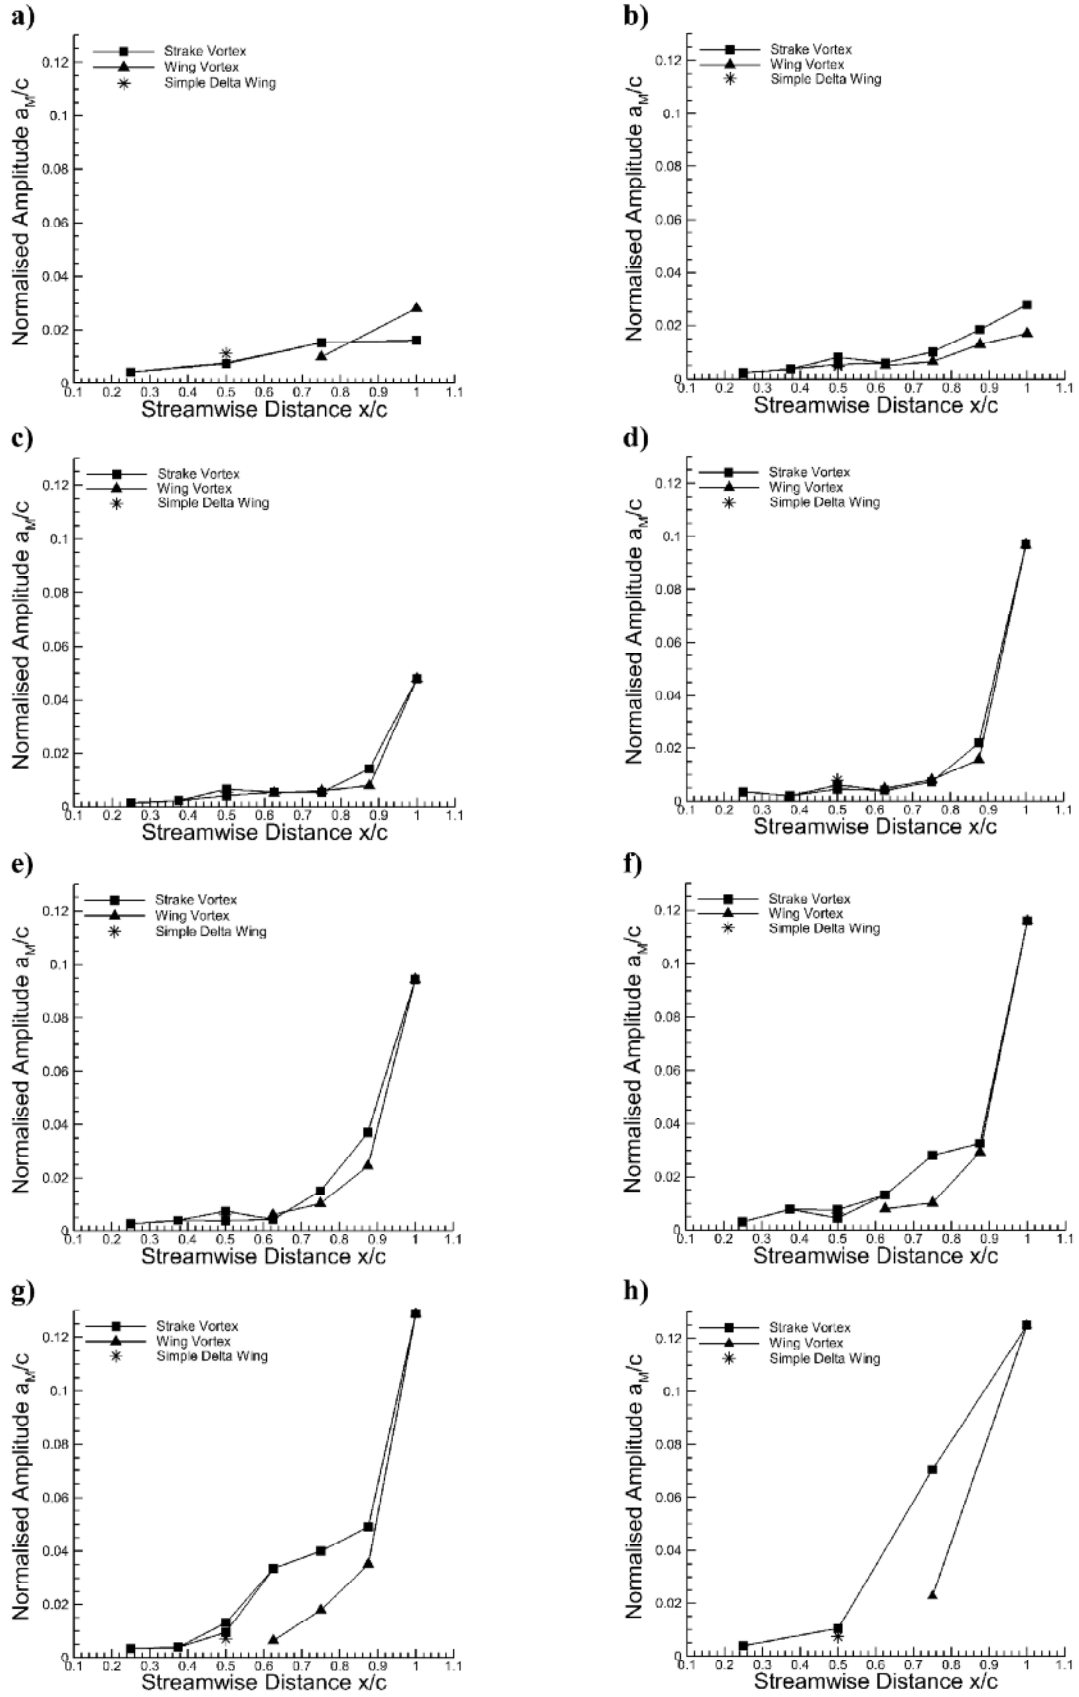 a)
Strake Vortex
Wing Vortex
Simple Delta Wing
Normalised Amplitude a_M/c
0.12
0.1
0.08
0.06
0.04
0.02
0
0.1 0.2 0.3 0.4 0.5 0.6 0.7 0.8 0.9 1 1.1
Streamwise Distance x/c
b)
Strake Vortex
Wing Vortex
Simple Delta Wing
Normalised Amplitude a_M/c
0.12
0.1
0.08
0.06
0.04
0.02
0
0.1 0.2 0.3 0.4 0.5 0.6 0.7 0.8 0.9 1 1.1
Streamwise Distance x/c
c)
Strake Vortex
Wing Vortex
Simple Delta Wing
Normalised Amplitude a_M/c
0.12
0.1
0.08
0.06
0.04
0.02
0
0.1 0.2 0.3 0.4 0.5 0.6 0.7 0.8 0.9 1 1.1
Streamwise Distance x/c
d)
Strake Vortex
Wing Vortex
Simple Delta Wing
Normalised Amplitude a_M/c
0.12
0.1
0.08
0.06
0.04
0.02
0
0.1 0.2 0.3 0.4 0.5 0.6 0.7 0.8 0.9 1 1.1
Streamwise Distance x/c
e)
Strake Vortex
Wing Vortex
Simple Delta Wing
Normalised Amplitude a_M/c
0.12
0.1
0.08
0.06
0.04
0.02
0
0.1 0.2 0.3 0.4 0.5 0.6 0.7 0.8 0.9 1 1.1
Streamwise Distance x/c
f)
Strake Vortex
Wing Vortex
Simple Delta Wing
Normalised Amplitude a_M/c
0.12
0.1
0.08
0.06
0.04
0.02
0
0.1 0.2 0.3 0.4 0.5 0.6 0.7 0.8 0.9 1 1.1
Streamwise Distance x/c
g)
Strake Vortex
Wing Vortex
Simple Delta Wing
Normalised Amplitude a_M/c
0.12
0.1
0.08
0.06
0.04
0.02
0
0.1 0.2 0.3 0.4 0.5 0.6 0.7 0.8 0.9 1 1.1
Streamwise Distance x/c
h)
Strake Vortex
Wing Vortex
Simple Delta Wing
Normalised Amplitude a_M/c
0.12
0.1
0.08
0.06
0.04
0.02
0
0.1 0.2 0.3 0.4 0.5 0.6 0.7 0.8 0.9 1 1.1
Streamwise Distance x/c